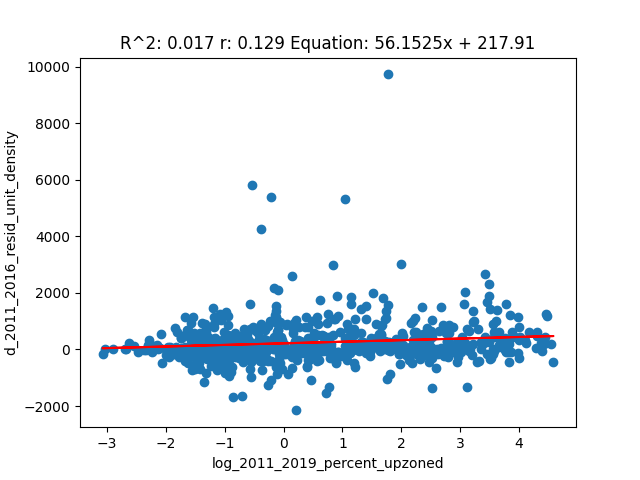 R^2: 0.017 r: 0.129 Equation: 56.1525x + 217.91
d_2011_2016_resid_unit_density
10000
8000
6000
4000
2000
0
−2000
−3 −2 −1 0 1 2 3 4
log_2011_2019_percent_upzoned